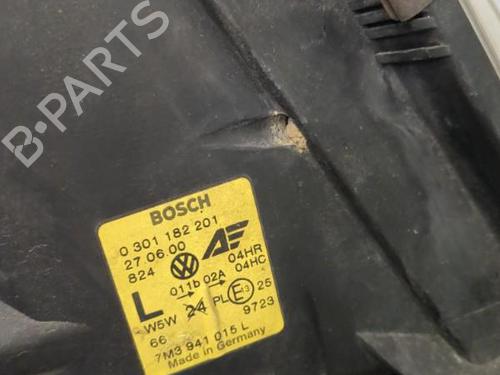 B-Parts
BOSCH
0 301 182 201
27.06.00
824
04HR
04HC
L
011b 02A
W5W
24 PL E13 25
66
9723
7M3 941 015 L
Made in Germany